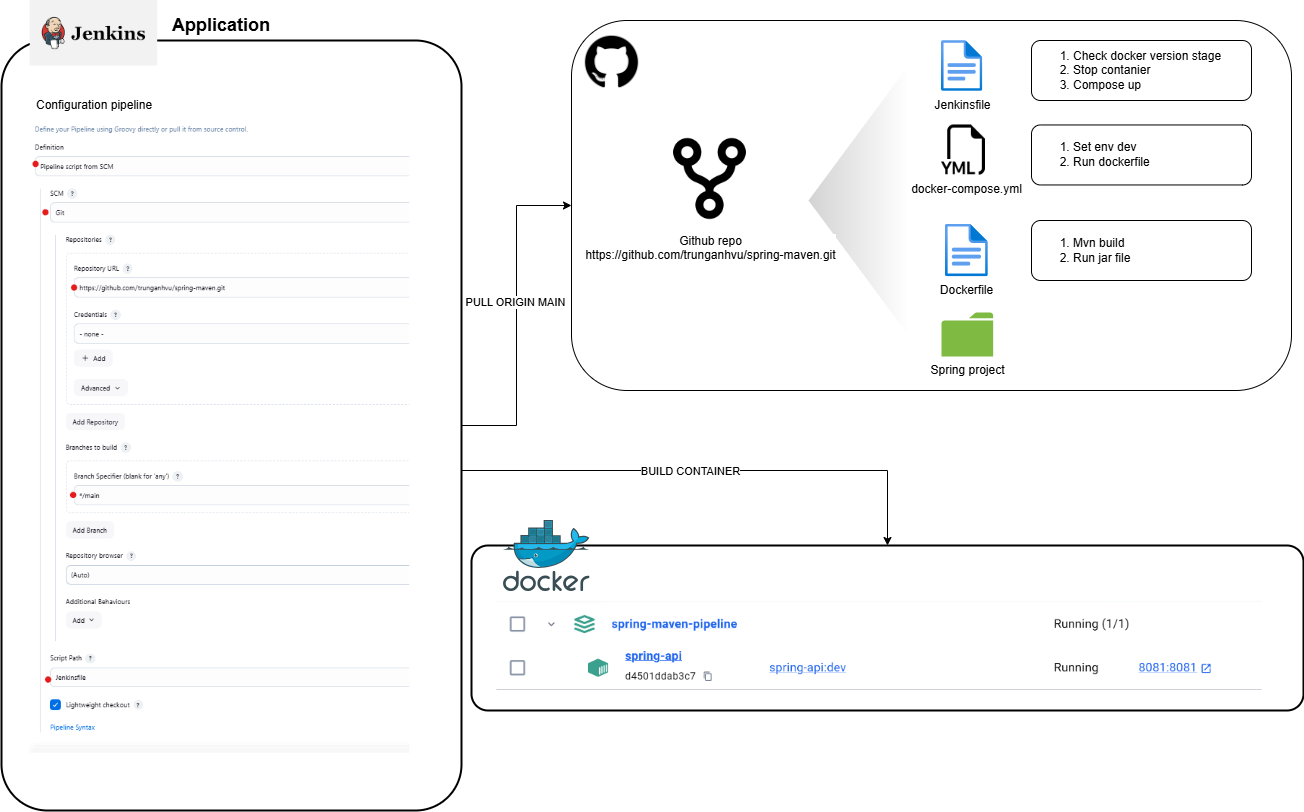 Jenkins
Application
Configuration pipeline
Define your Pipeline using Groovy directly or pull it from source control.
Definition
Pipeline script from SCM
SCM ?
Git
Repositories ?
Repository URL ?
https://github.com/trunganhvu/spring-maven.git
Credentials ?
- none -
+ Add
Advanced
Add Repository
Branches to build ?
Branch Specifier (blank for 'any') ?
*/main
Add Branch
Repository browser ?
(Auto)
Additional Behaviours
Add
Script Path ?
Jenkinsfile
Lightweight checkout ?
Pipeline Syntax
PULL ORIGIN MAIN
Github repo
https://github.com/trunganhvu/spring-maven.git
Jenkinsfile
1. Check docker version stage
2. Stop contanier
3. Compose up
YML
docker-compose.yml
1. Set env dev
2. Run dockerfile
Dockerfile
1. Mvn build
2. Run jar file
Spring project
BUILD CONTAINER
docker
spring-maven-pipeline
Running (1/1)
spring-api
d4501ddab3c7
spring-api:dev
Running
8081:8081